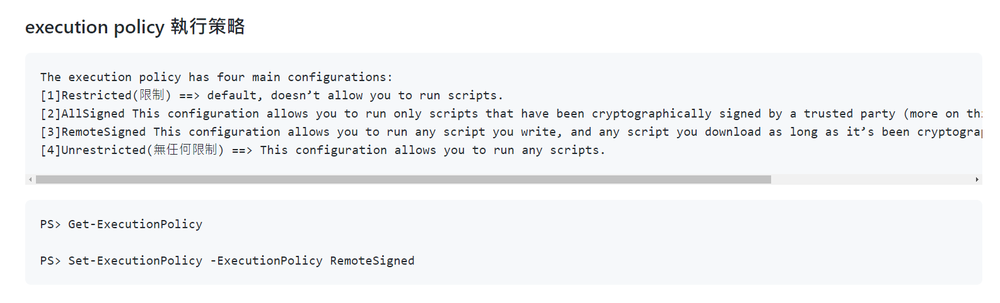 execution policy 執行策略
The execution policy has four main configurations:
[1]Restricted(限制) ==> default, doesn’t allow you to run scripts.
[2]AllSigned This configuration allows you to run only scripts that have been cryptographically signed by a trusted party (more on
[3]RemoteSigned This configuration allows you to run any script you write, and any script you download as long as it’s been
[4]Unrestricted(無任何限制) ==> This configuration allows you to run any scripts.
PS> Get-ExecutionPolicy
PS> Set-ExecutionPolicy -ExecutionPolicy RemoteSigned